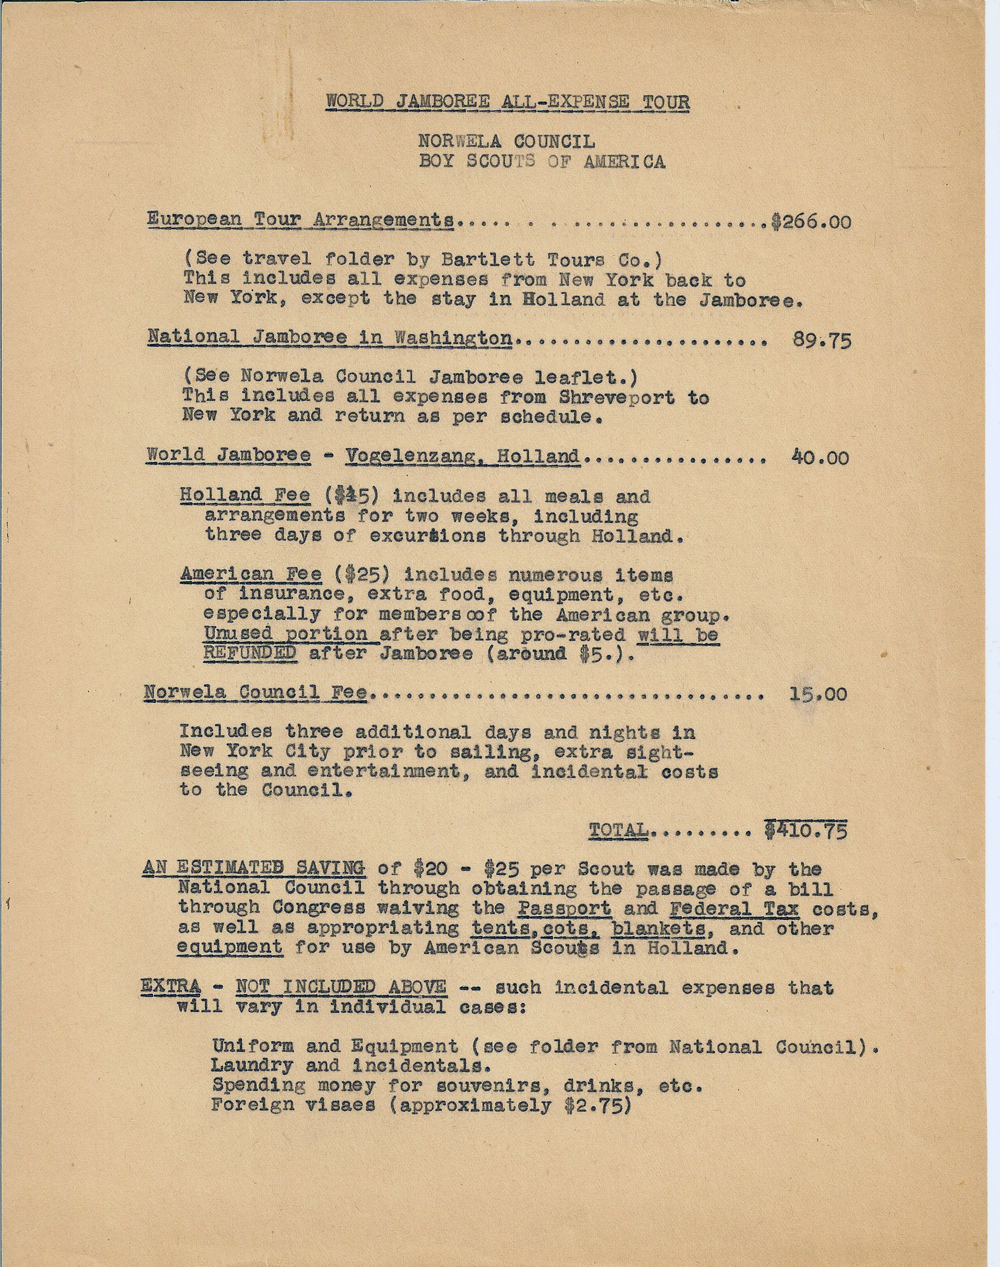 WORLD JAMBOREE ALL-EXPENSE TOUR
NORWELA COUNCIL
BOY SCOUTS OF AMERICA
European Tour Arrangements..... . ......................$266.00
(See travel folder by Bartlett Tours Co.)
This includes all expenses from New York back to
New York, except the stay in Holland at the Jamboree.
National Jamboree in Washington...................... 89.75
(See Norwela Council Jamboree leaflet.)
This includes all expenses from Shreveport to
New York and return as per schedule.
World Jamboree - Vogelenzang, Holland................ 40.00
Holland Fee ($15) includes all meals and
arrangements for two weeks, including
three days of excursions through Holland.
American Fee ($25) includes numerous items
of insurance, extra food, equipment, etc.
especially for members oof the American group.
Unused portion after being pro-rated will be
REFUNDED after Jamboree (around $5.).
Norwela Council Fee.................................. 15.00
Includes three additional days and nights in
New York City prior to sailing, extra sight-
seeing and entertainment, and incidental costs
to the Council.
TOTAL......... $410.75
AN ESTIMATED SAVING of $20 - $25 per Scout was made by the
National Council through obtaining the passage of a bill
through Congress waiving the Passport and Federal Tax costs,
as well as appropriating tents,cots, blankets, and other
equipment for use by American Scouts in Holland.
EXTRA - NOT INCLUDED ABOVE -- such incidental expenses that
will vary in individual cases:
Uniform and Equipment (see folder from National Council).
Laundry and incidentals.
Spending money for souvenirs, drinks, etc.
Foreign visaes (approximately $2.75)